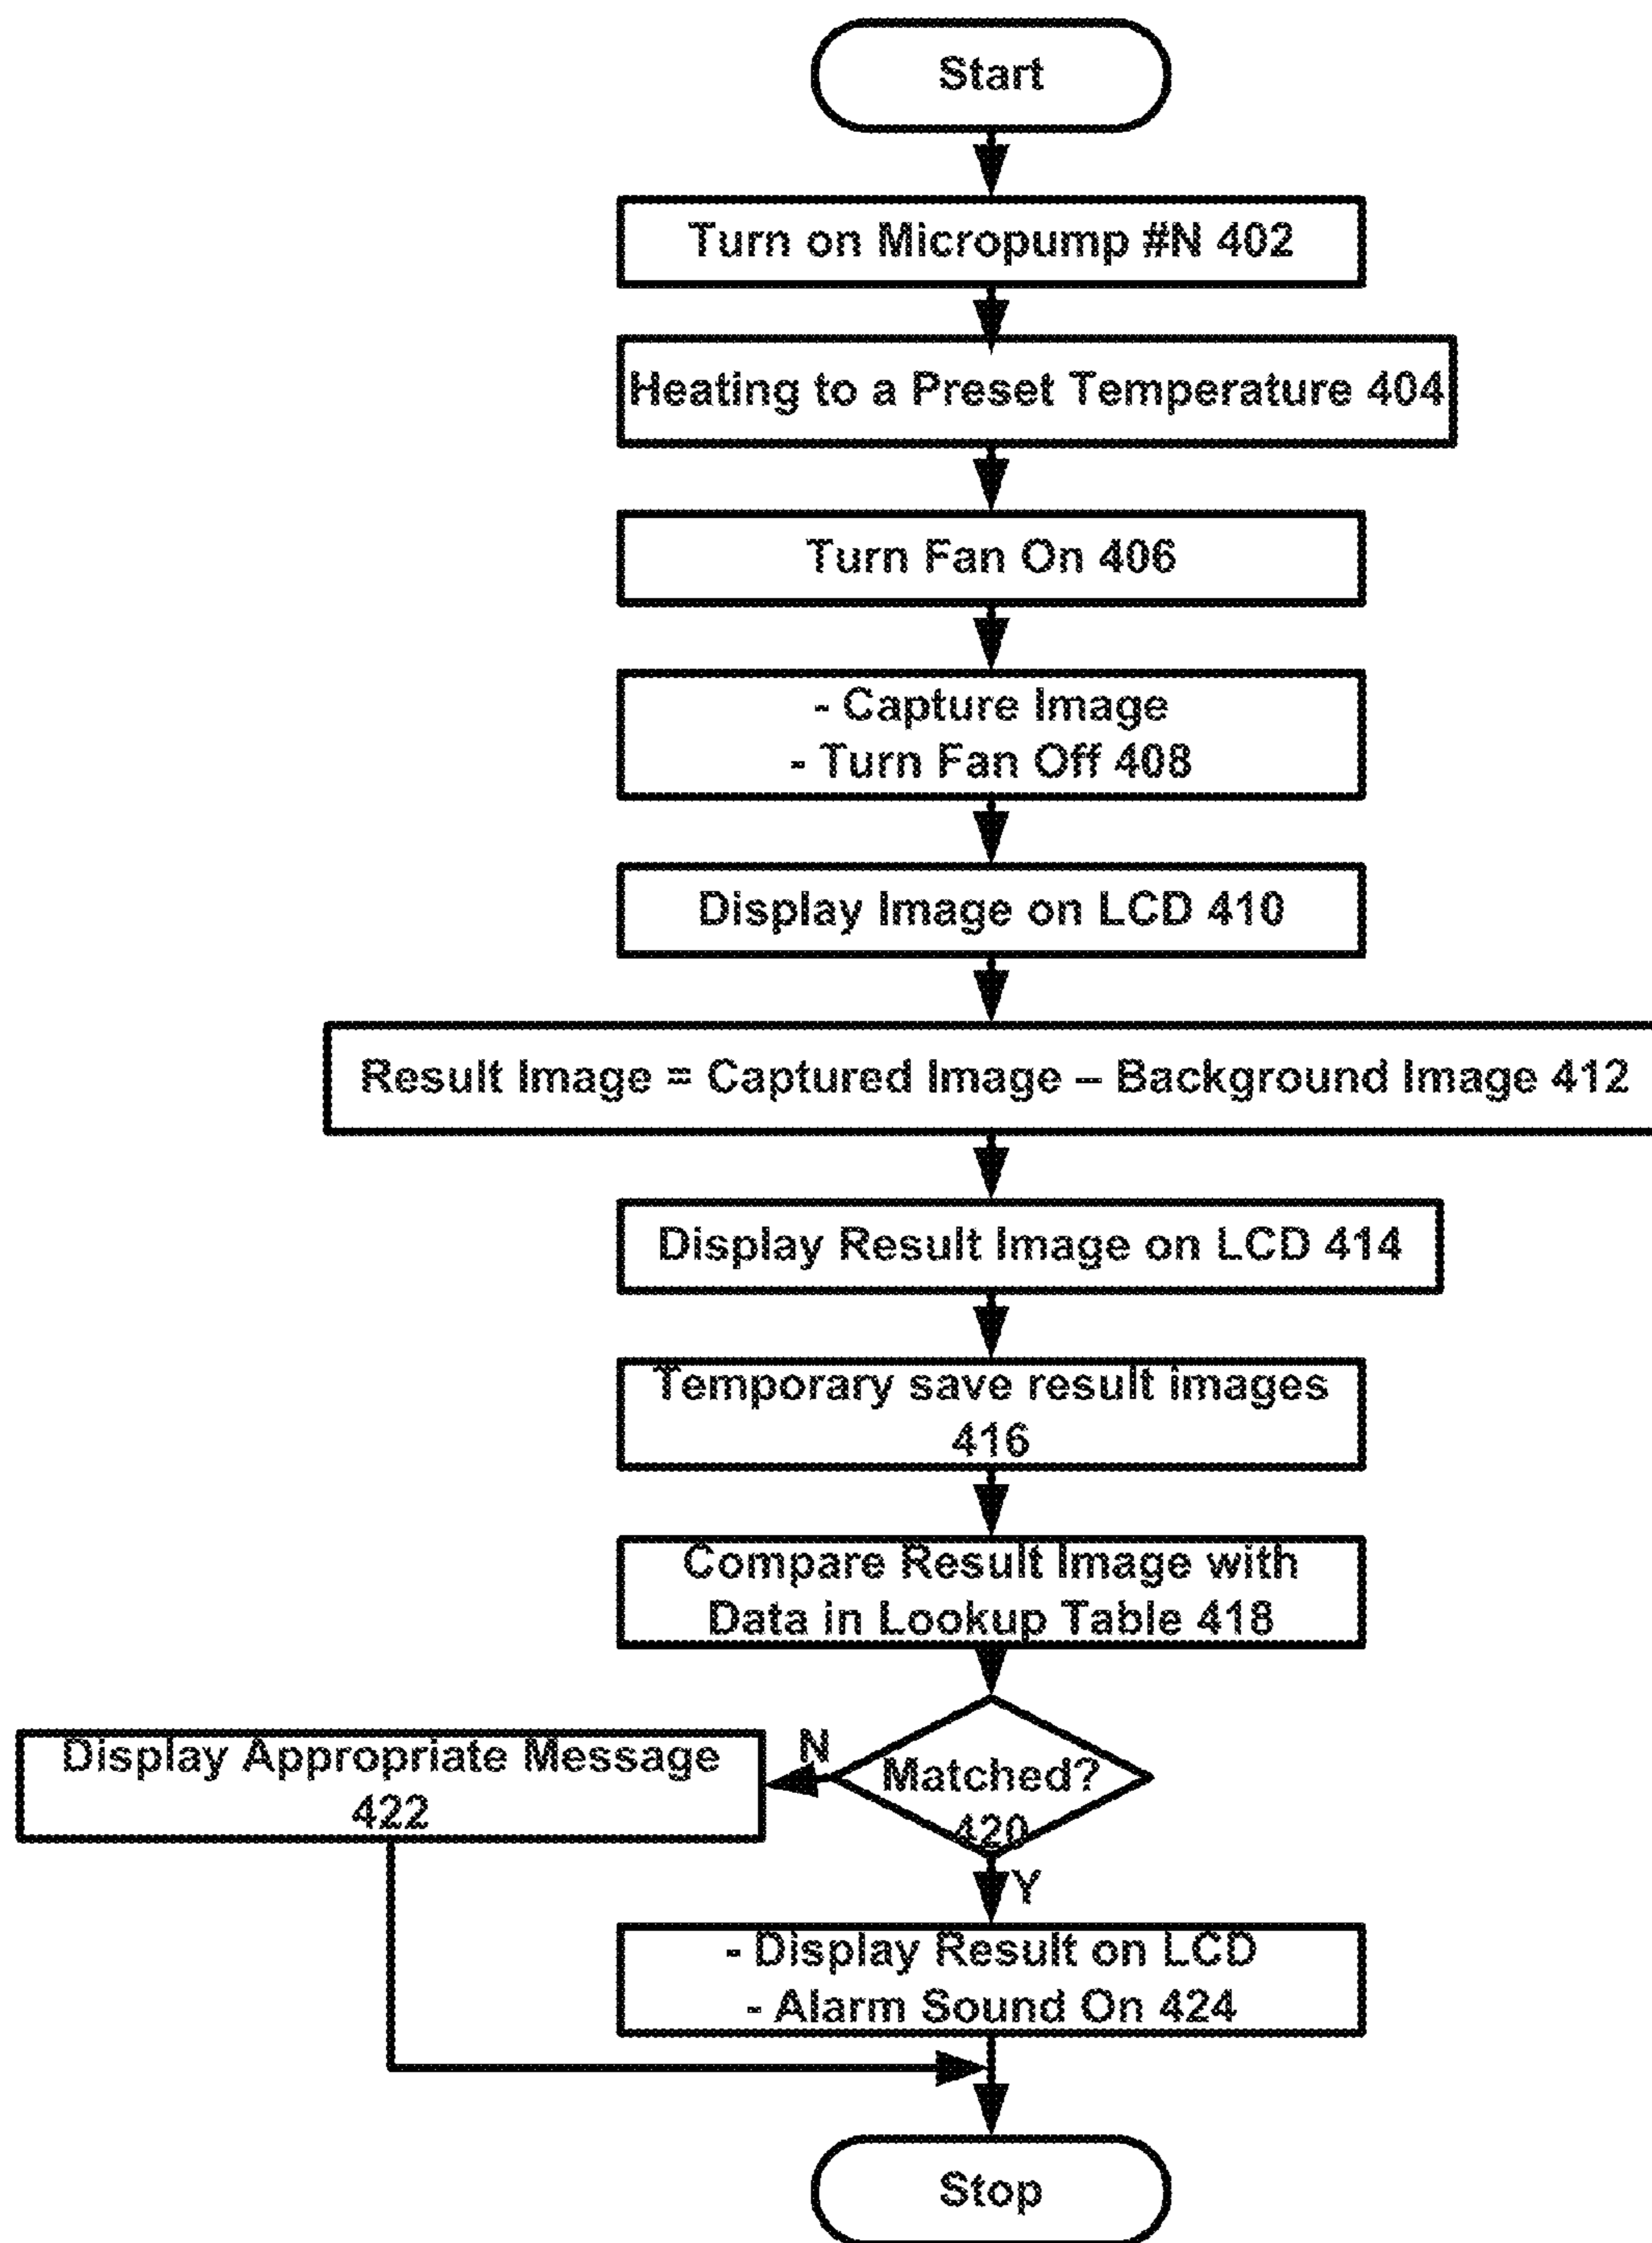 Start
Turn on Micropump #N 402
Heating to a Preset Temperature 404
Turn Fan On 406
- Capture Image
- Turn Fan Off 408
Display Image on LCD 410
Result Image = Captured Image – Background Image 412
Display Result Image on LCD 414
Temporary save result images
416
Compare Result Image with
Data in Lookup Table 418
Matched?
420
N
Display Appropriate Message
422
Y
- Display Result on LCD
- Alarm Sound On 424
Stop